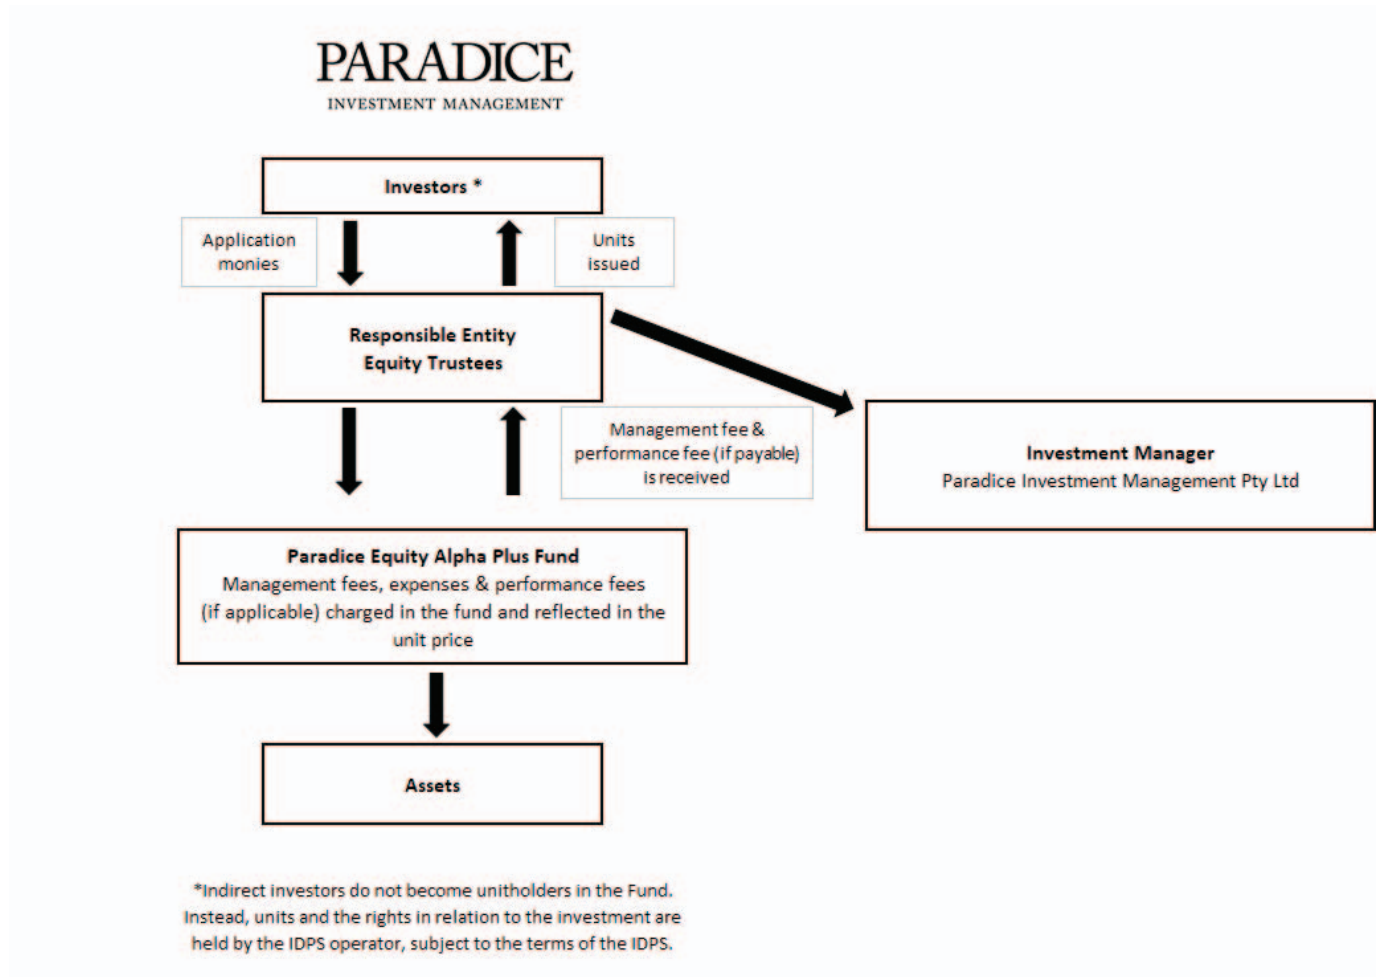 PARADICE
INVESTMENT MANAGEMENT
Investors *
Application
monies
Units
issued
Responsible Entity
Equity Trustees
Management fee &
performance fee (if payable)
is received
Investment Manager
Paradice Investment Management Pty Ltd
Paradice Equity Alpha Plus Fund
Management fees, expenses & performance fees
(if applicable) charged in the fund and reflected in the
unit price
Assets
*Indirect investors do not become unitholders in the Fund.
Instead, units and the rights in relation to the investment are
held by the IDPS operator, subject to the terms of the IDPS.